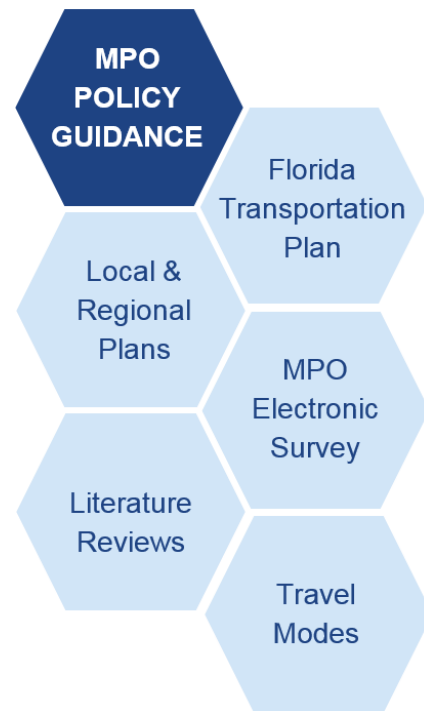 MPO
POLICY
GUIDANCE
Florida
Transportation
Plan
Local &
Regional
Plans
MPO
Electronic
Survey
Literature
Reviews
Travel
Modes